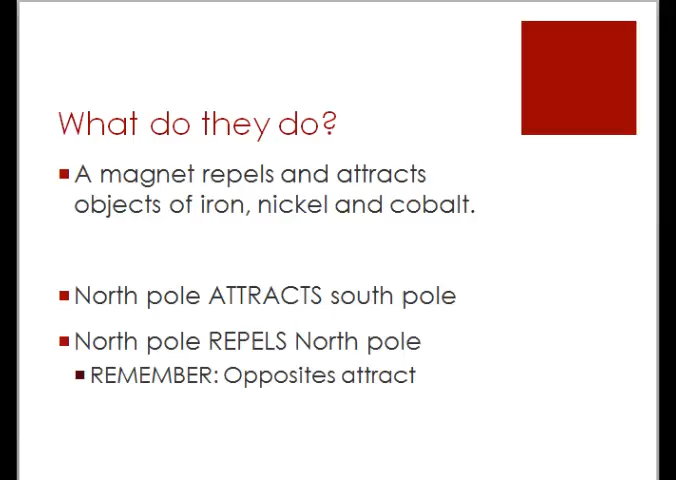 What do they do?
A magnet repels and attracts
objects of iron, nickel and cobalt.
North pole ATTRACTS south pole
North pole REPELS North pole
REMEMBER: Opposites attract